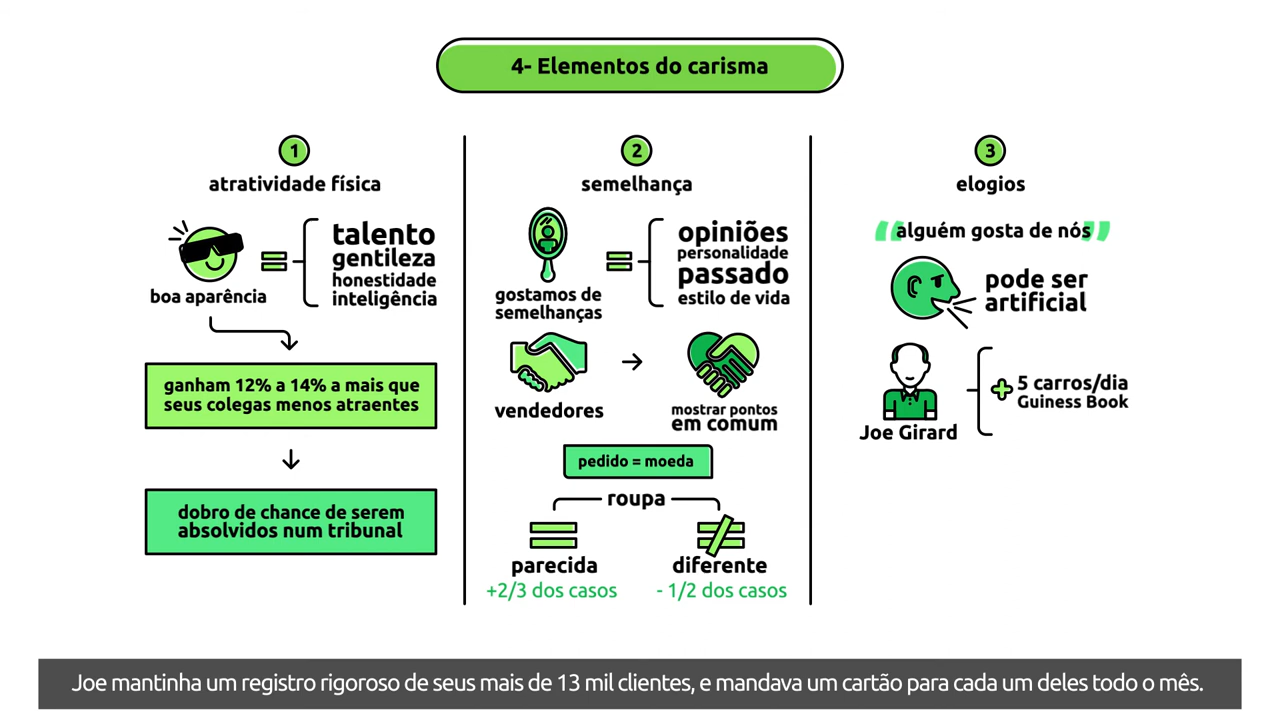 4- Elementos do carisma
1
atratividade física
boa aparência
talento
gentileza
honestidade
inteligência
ganham 12% a 14% a mais que
seus colegas menos atraentes
dobro de chance de serem
absolvidos num tribunal
2
semelhança
gostamos de
semelhanças
opiniões
personalidade
passado
estilo de vida
vendedores
mostrar pontos
em comum
pedido = moeda
roupa
parecida
+2/3 dos casos
diferente
- 1/2 dos casos
3
elogios
"alguém gosta de nós"
pode ser
artificial
Joe Girard
+ 5 carros/dia
Guiness Book
Joe mantinha um registro rigoroso de seus mais de 13 mil clientes, e mandava um cartão para cada um deles todo o mês.